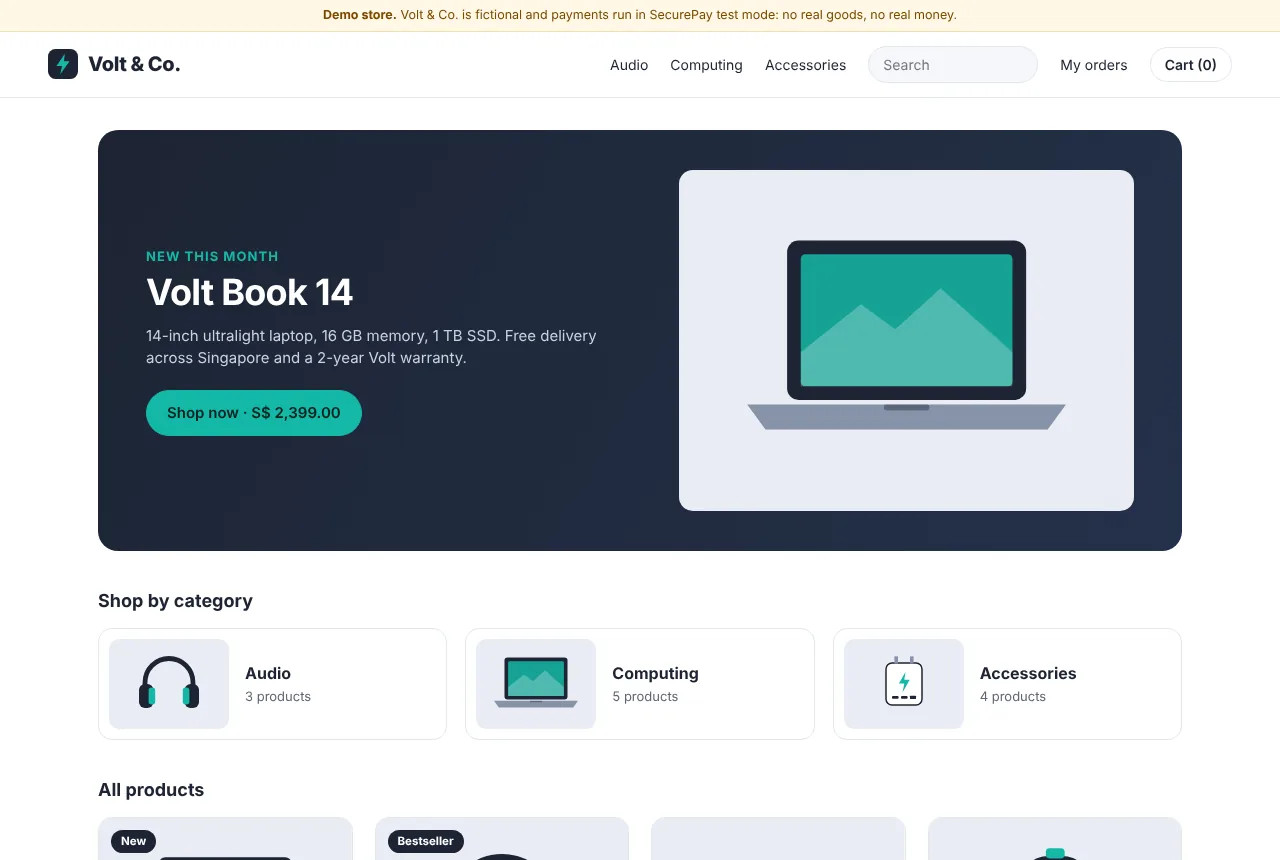 Demo store. Volt & Co. is fictional and payments run in SecurePay test mode: no real goods, no real money.
Volt & Co.
Audio
Computing
Accessories
Search
My orders
Cart (0)
NEW THIS MONTH
Volt Book 14
14-inch ultralight laptop, 16 GB memory, 1 TB SSD. Free delivery
across Singapore and a 2-year Volt warranty.
Shop now · S$ 2,399.00
Shop by category
Audio
3 products
Computing
5 products
Accessories
4 products
All products
New
Bestseller